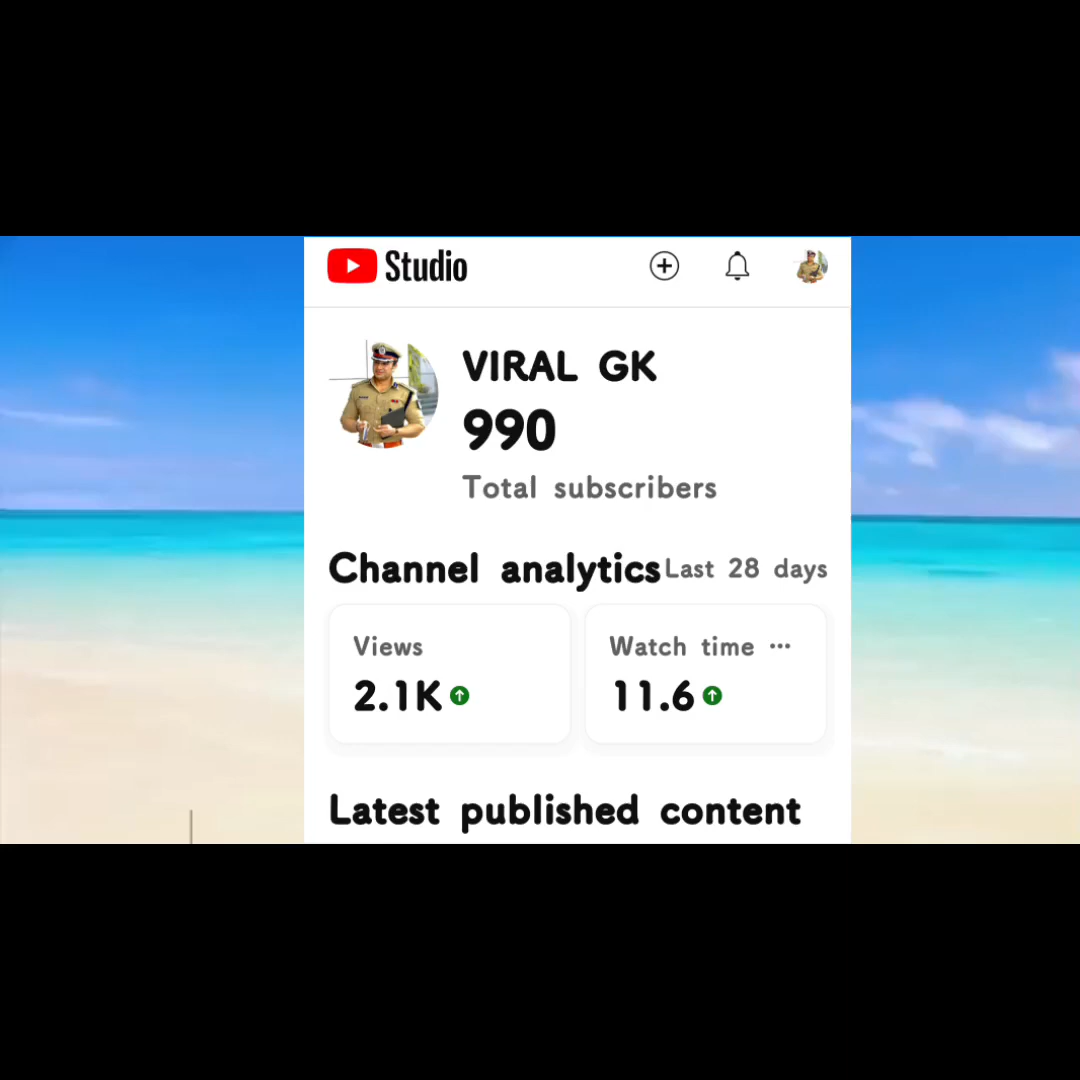 Studio
VIRAL GK
990
Total subscribers
Channel analytics Last 28 days
Views
2.1K
Watch time ...
11.6
Latest published content